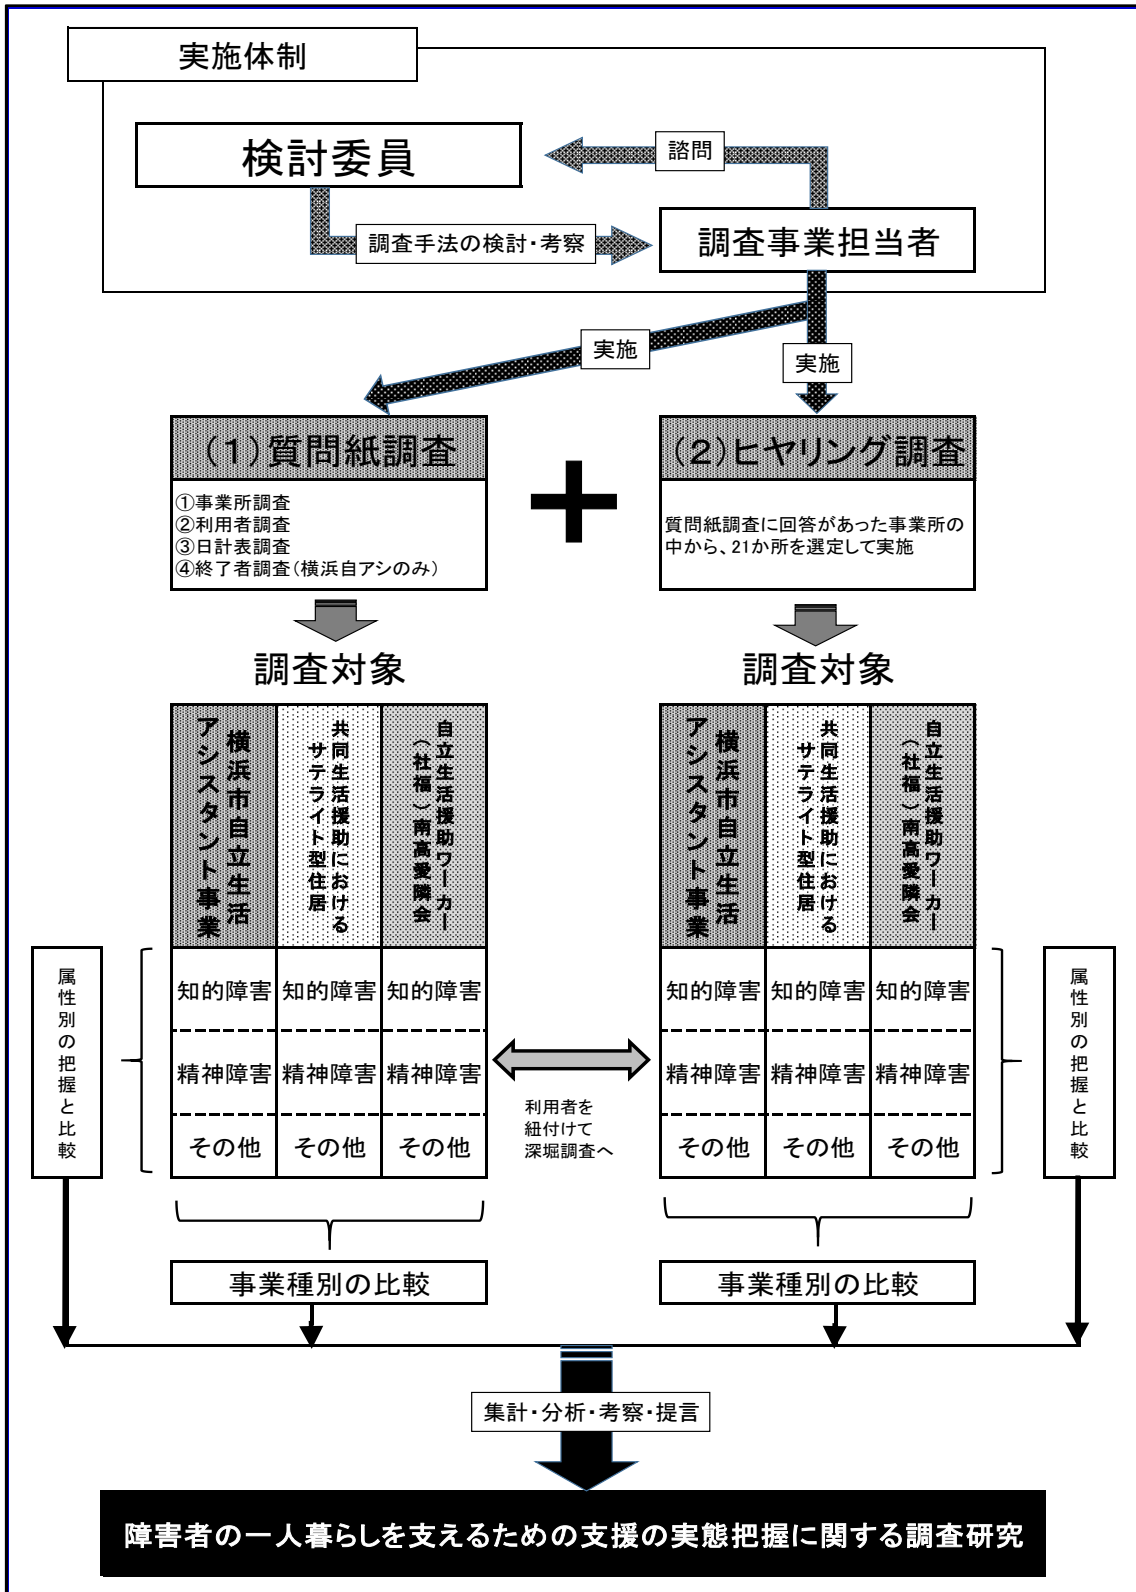 実施体制
検討委員
諮問
調査手法の検討・考察
調査事業担当者
実施
実施
(1)質問紙調査
①事業所調査
②利用者調査
③日計表調査
④終了者調査(横浜自アシのみ)
(2)ヒヤリング調査
質問紙調査に回答があった事業所の
中から、21か所を選定して実施
調査対象
横浜市自立生活
アシスタント事業
共同生活援助における
サテライト型住居
自立生活援助ワーカー
(社福)南高愛隣会
知的障害
知的障害
知的障害
精神障害
精神障害
精神障害
その他
その他
その他
属性別の把握と比較
事業種別の比較
利用者を
紐付けて
深堀調査へ
調査対象
横浜市自立生活
アシスタント事業
共同生活援助における
サテライト型住居
自立生活援助ワーカー
(社福)南高愛隣会
知的障害
知的障害
知的障害
精神障害
精神障害
精神障害
その他
その他
その他
属性別の把握と比較
事業種別の比較
集計・分析・考察・提言
障害者の一人暮らしを支えるための支援の実態把握に関する調査研究